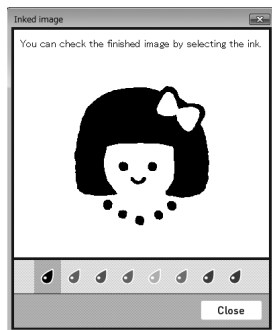 Inked image
You can check the finished image by selecting the ink.
Close